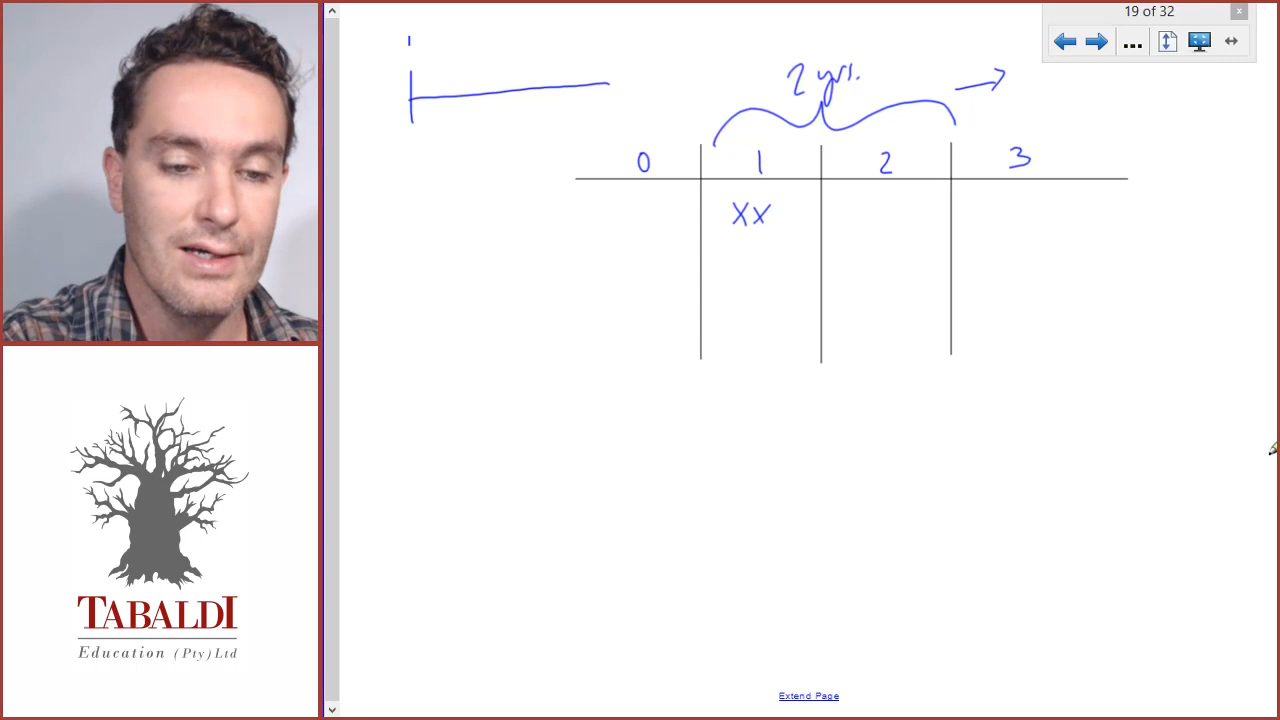 19 of 32
x
...
2 yrs.
0 1 2 3
XX
TABALDI
Education (Pty) Ltd
Extend Page